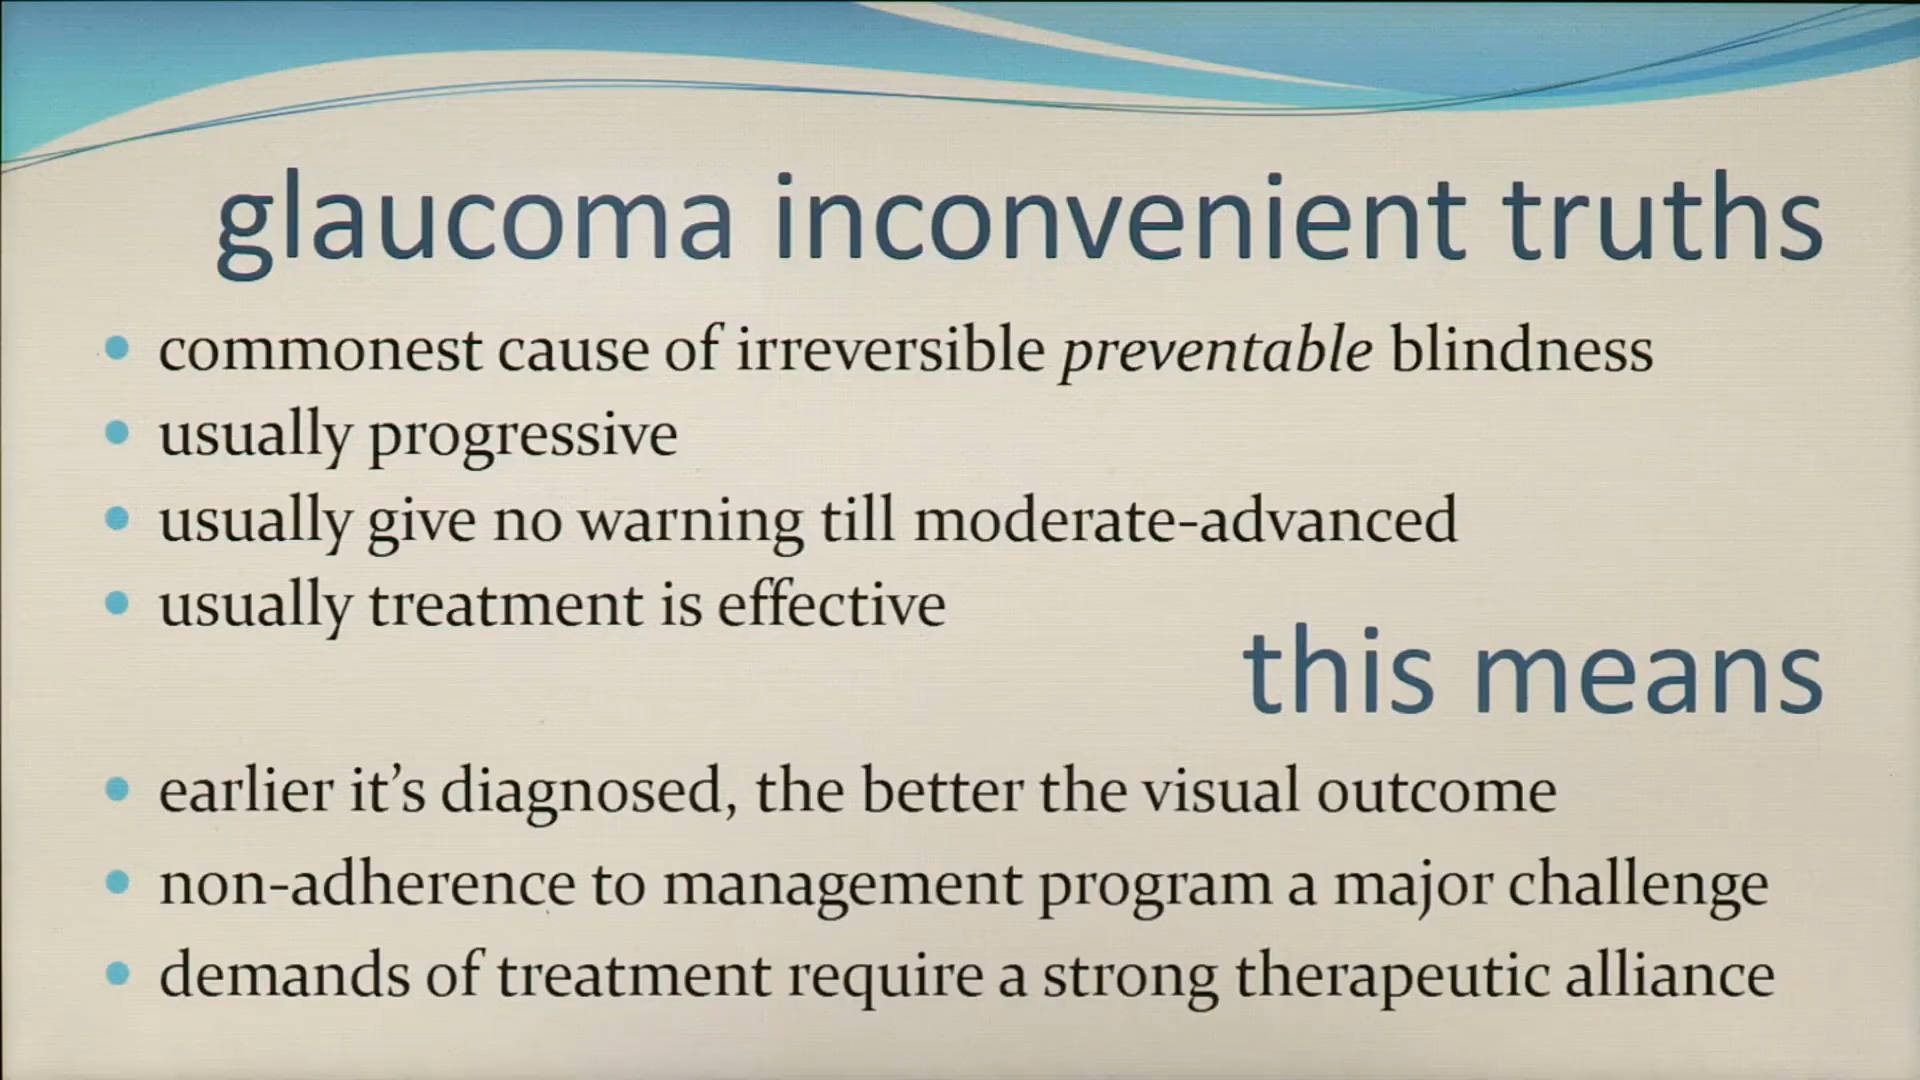 glaucoma inconvenient truths
• commonest cause of irreversible preventable blindness
• usually progressive
• usually give no warning till moderate-advanced
• usually treatment is effective
this means
• earlier it’s diagnosed, the better the visual outcome
• non-adherence to management program a major challenge
• demands of treatment require a strong therapeutic alliance